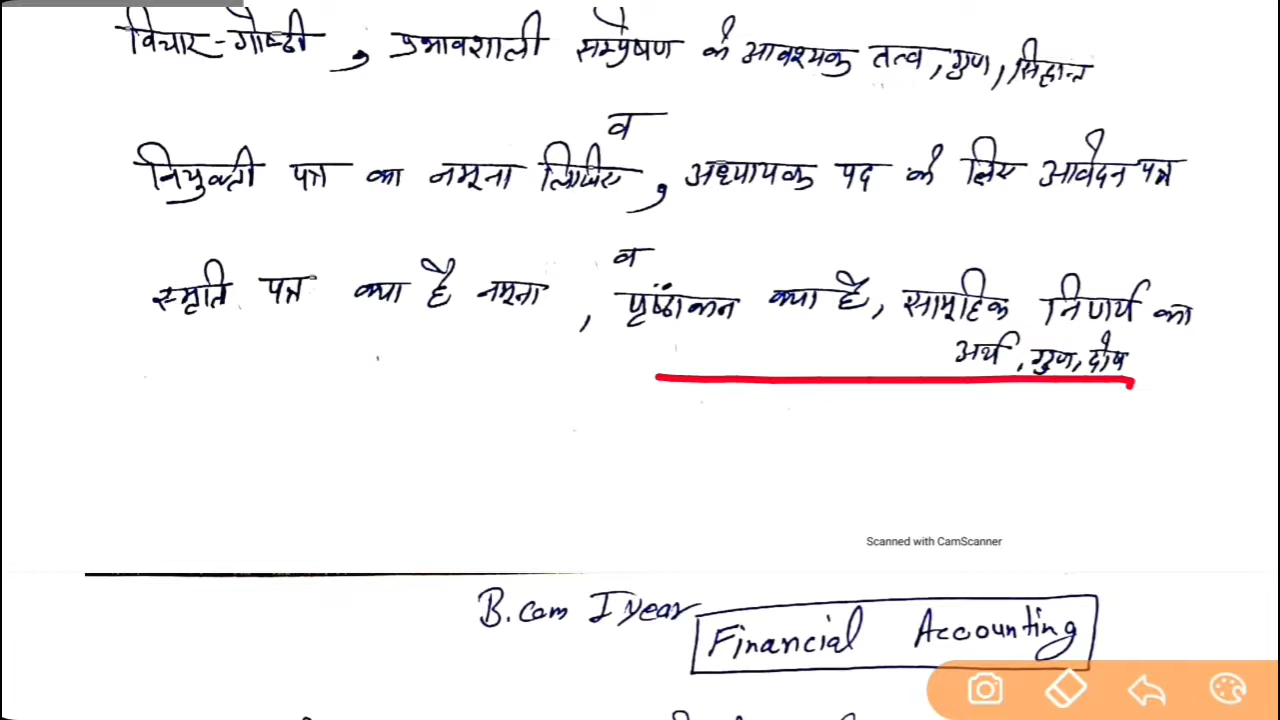 विचार-गोष्ठी, प्रभावशाली सम्प्रेषण के आवश्यक तत्व, गुण, सिद्धान्त
व
नियुक्ती पत्र का नमूना लिखिए, अध्यापक पद के लिए आवेदन पत्र
व
स्मृति पत्र क्या है नमूना, पृष्ठांकन क्या है, सामूहिक निणर्य का
अर्थ, गुण, दोष
Scanned with CamScanner
B.com I year
Financial Accounting